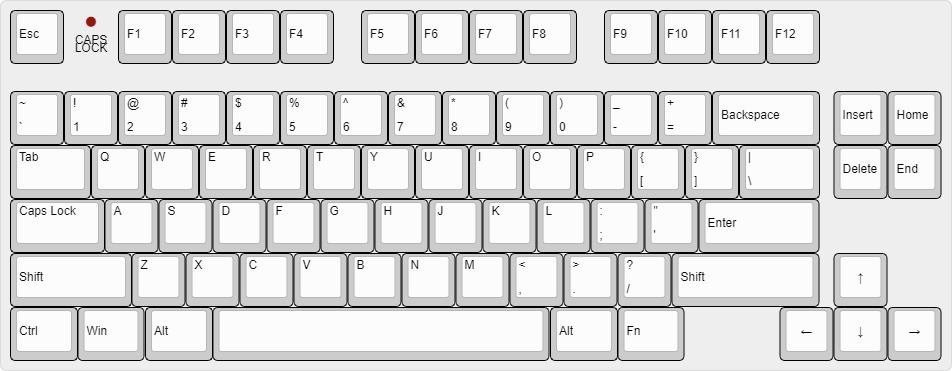 Esc CAPS LOCK F1 F2 F3 F4 F5 F6 F7 F8 F9 F10 F11 F12
~ ! @ # $ % ^ & * ( ) _ + Backspace Insert Home
` 1 2 3 4 5 6 7 8 9 0 - =
Tab Q W E R T Y U I O P { } | Delete End
[ ] \
Caps Lock A S D F G H J K L : " Enter
; '
Shift Z X C V B N M < > ? Shift ↑
, . /
Ctrl Win Alt Alt Fn ← ↓ →